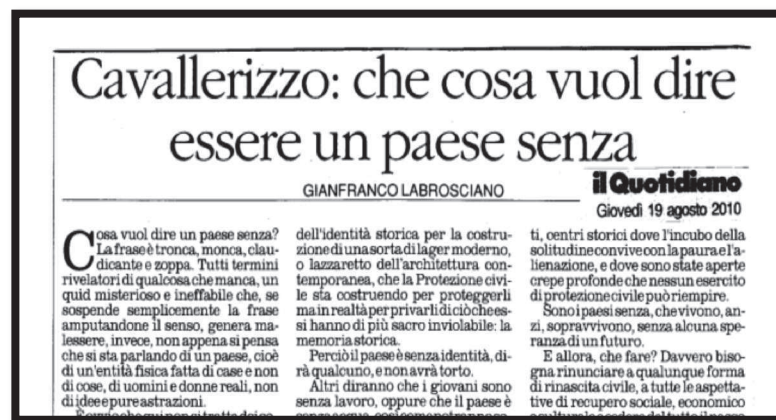 Cavallerizzo: che cosa vuol dire
essere un paese senza
GIANFRANCO LABROSCIANO
il Quotidiano
Giovedì 19 agosto 2010
Cosa vuol dire un paese senza?
La frase è tronca, monca, clau-
dicante e zoppa. Tutti termini
rivelatori di qualcosa che manca, un
quid misterioso e ineffabile che, se
sospende semplicemente la frase
amputandone il senso, genera ma-
lessere, invece, non appena si pensa
che si sta parlando di un paese, cioè
di un'entità fisica fatta di case e non
di cose, di uomini e donne reali, non
di idee e pure astrazioni.
dell'identità storica per la costru-
zione di una sorta di lager moderno,
o lazzaretto dell'architettura con-
temporanea, che la Protezione civi-
le sta costruendo per proteggerli
ma in realtà per privarli di ciò che es-
si hanno di più sacro inviolabile: la
memoria storica.
Perciò il paese è senza identità, di-
rà qualcuno, e non avrà torto.
Altri diranno che i giovani sono
senza lavoro, oppure che il paese è
ti, centri storici dove l'incubo della
solitudine convive con la paura e l'a-
lienazione, e dove sono state aperte
crepe profonde che nessun esercito
di protezione civile può riempire.
Sono i paesi senza, che vivono, an-
zi, sopravvivono, senza alcuna spe-
ranza di un futuro.
E allora, che fare? Davvero biso-
gna rinunciare a qualunque forma
di rinascita civile, a tutte le aspetta-
tive di recupero sociale, economico